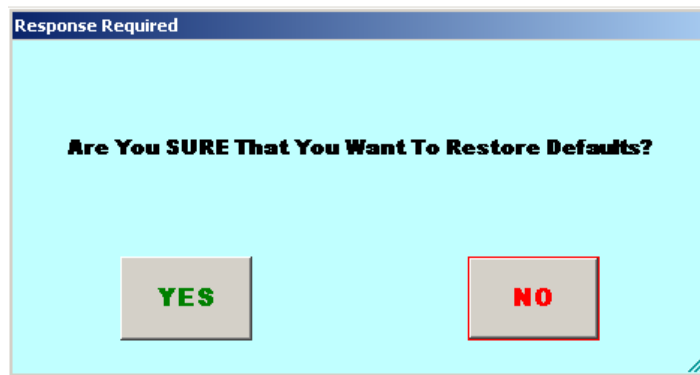 Response Required
Are You SURE That You Want To Restore Defaults?
YES
NO